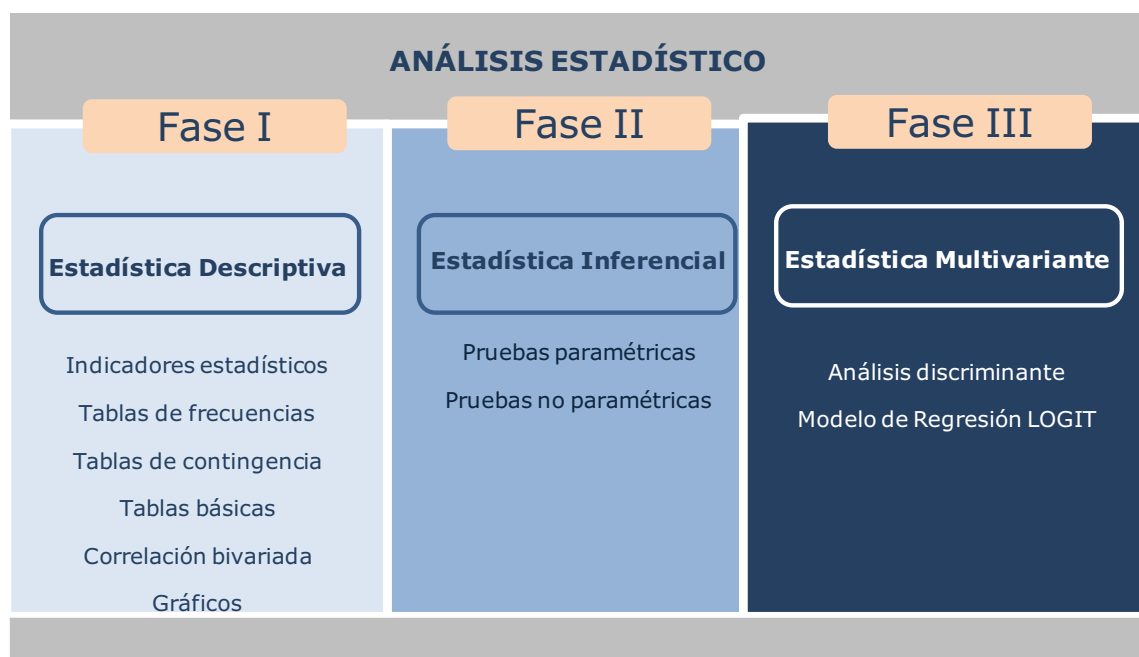 ANÁLISIS ESTADÍSTICO
Fase I
Estadística Descriptiva
Indicadores estadísticos
Tablas de frecuencias
Tablas de contingencia
Tablas básicas
Correlación bivariada
Gráficos
Fase II
Estadística Inferencial
Pruebas paramétricas
Pruebas no paramétricas
Fase III
Estadística Multivariante
Análisis discriminante
Modelo de Regresión LOGIT